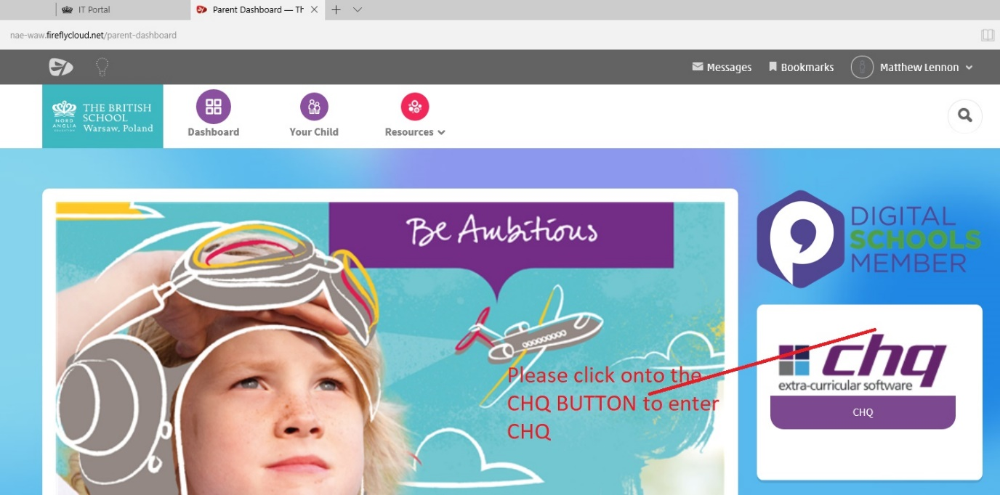 IT Portal
Parent Dashboard — Th
nae-waw.fireflycloud.net/parent-dashboard
Messages
Bookmarks
Matthew Lennon
THE BRITISH
SCHOOL
Warsaw, Poland
NORD
ANGLIA
EDUCATION
Dashboard
Your Child
Resources
Be Ambitious
DIGITAL
SCHOOLS
MEMBER
Please click onto the
CHQ BUTTON to enter
CHQ
chq
extra-curricular software
CHQ